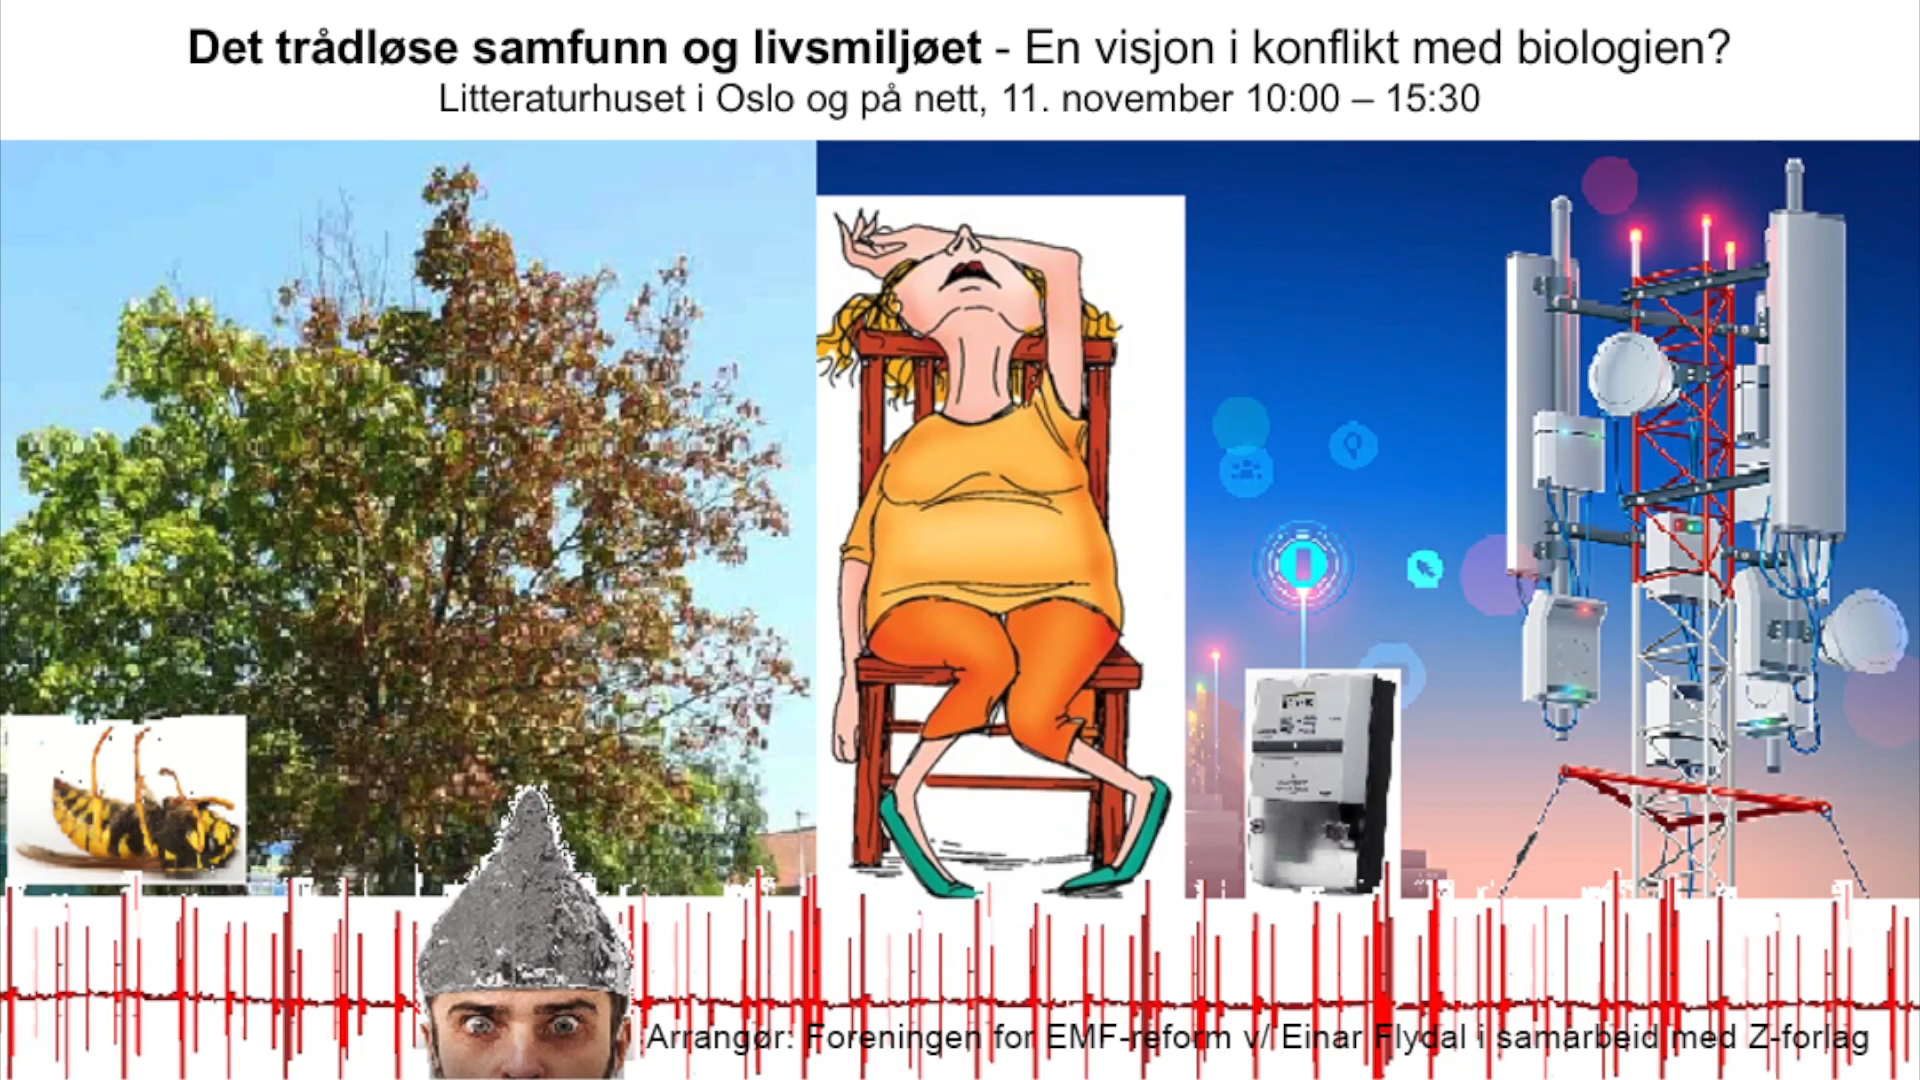 Det trådløse samfunn og livsmiljøet - En visjon i konflikt med biologien?
Litteraturhuset i Oslo og på nett, 11. november 10:00 – 15:30
Arrangør: Foreningen for EMF-reform v/ Einar Flydal i samarbeid med Z-forlag